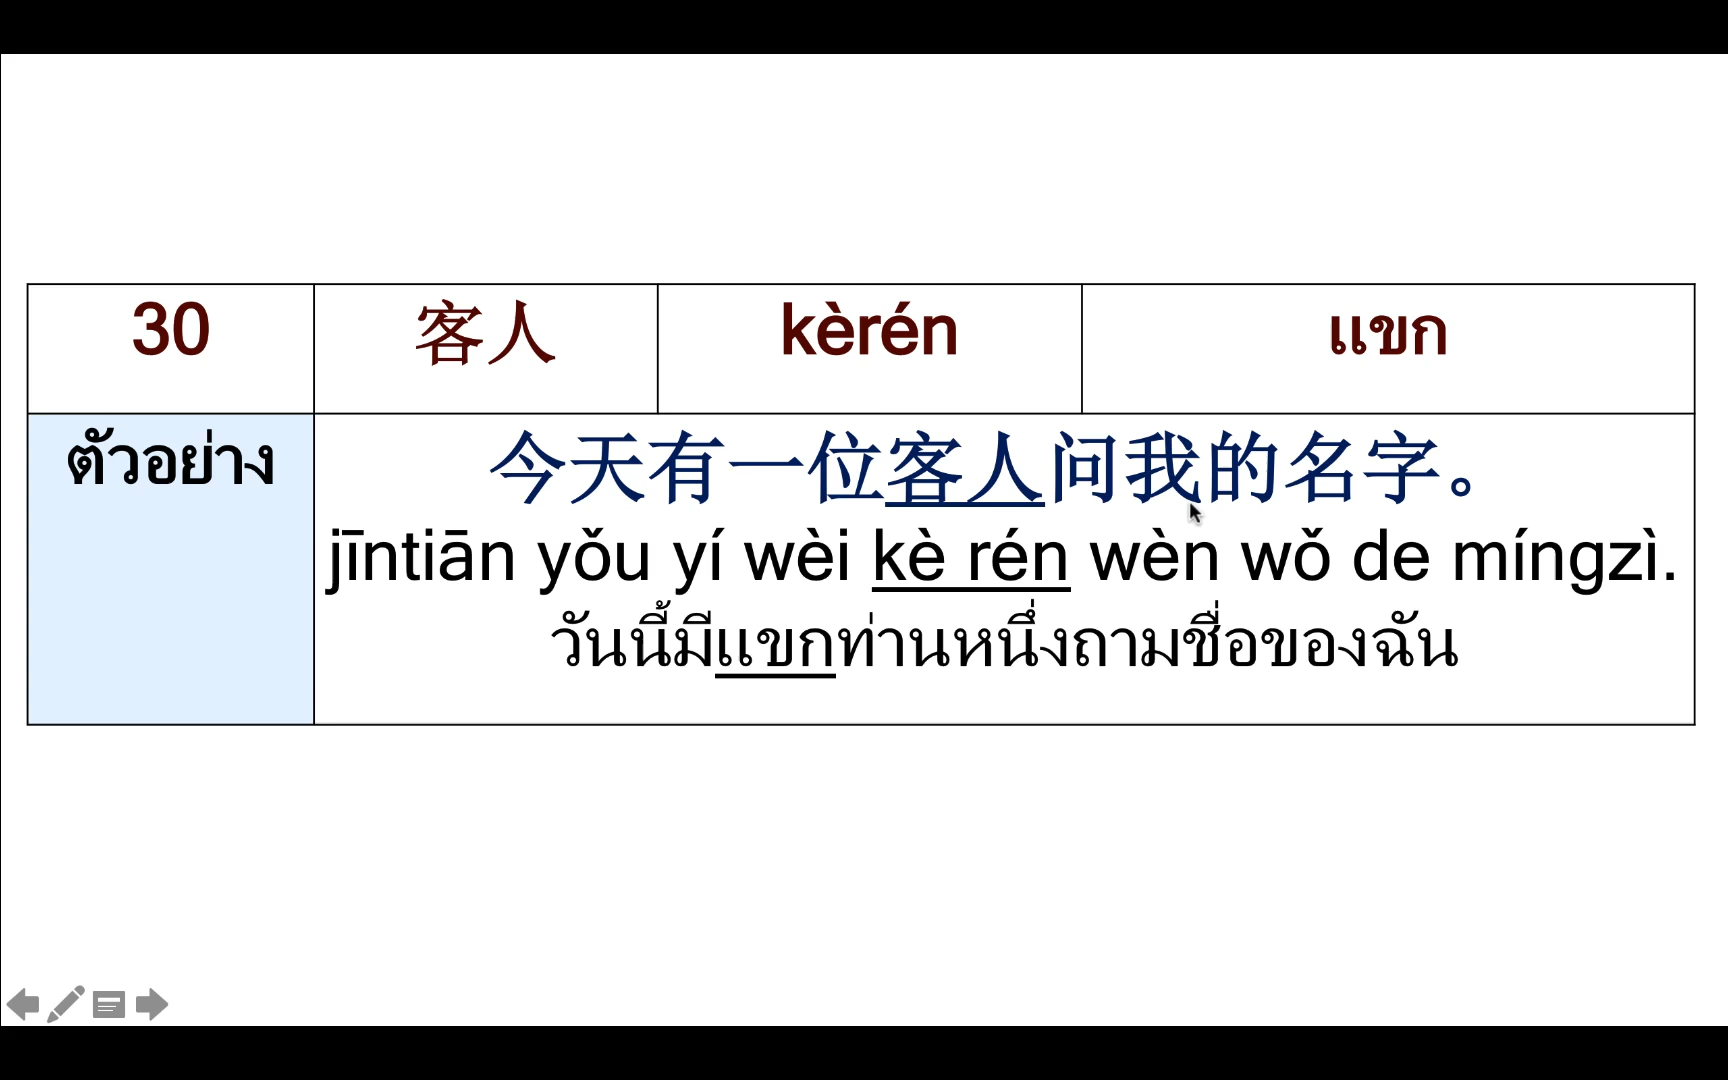 30 客人 kèrén แขก
ตัวอย่าง 今天有一位客人问我的名字。
jīntiān yǒu yí wèi kè rén wèn wǒ de míngzì.
วันนี้มีแขกท่านหนึ่งถามชื่อของฉัน